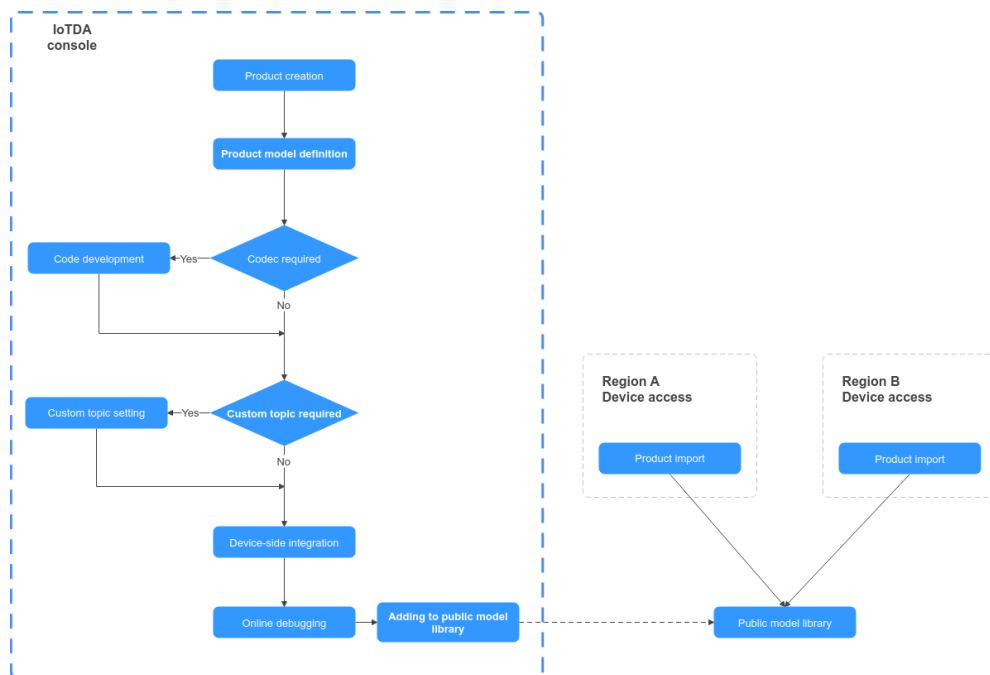 IoTDA
console
Product creation
Product model definition
Codec required
Yes
Code development
No
Custom topic required
Yes
Custom topic setting
No
Device-side integration
Online debugging
Adding to public model
library
Region A
Device access
Product import
Region B
Device access
Product import
Public model library